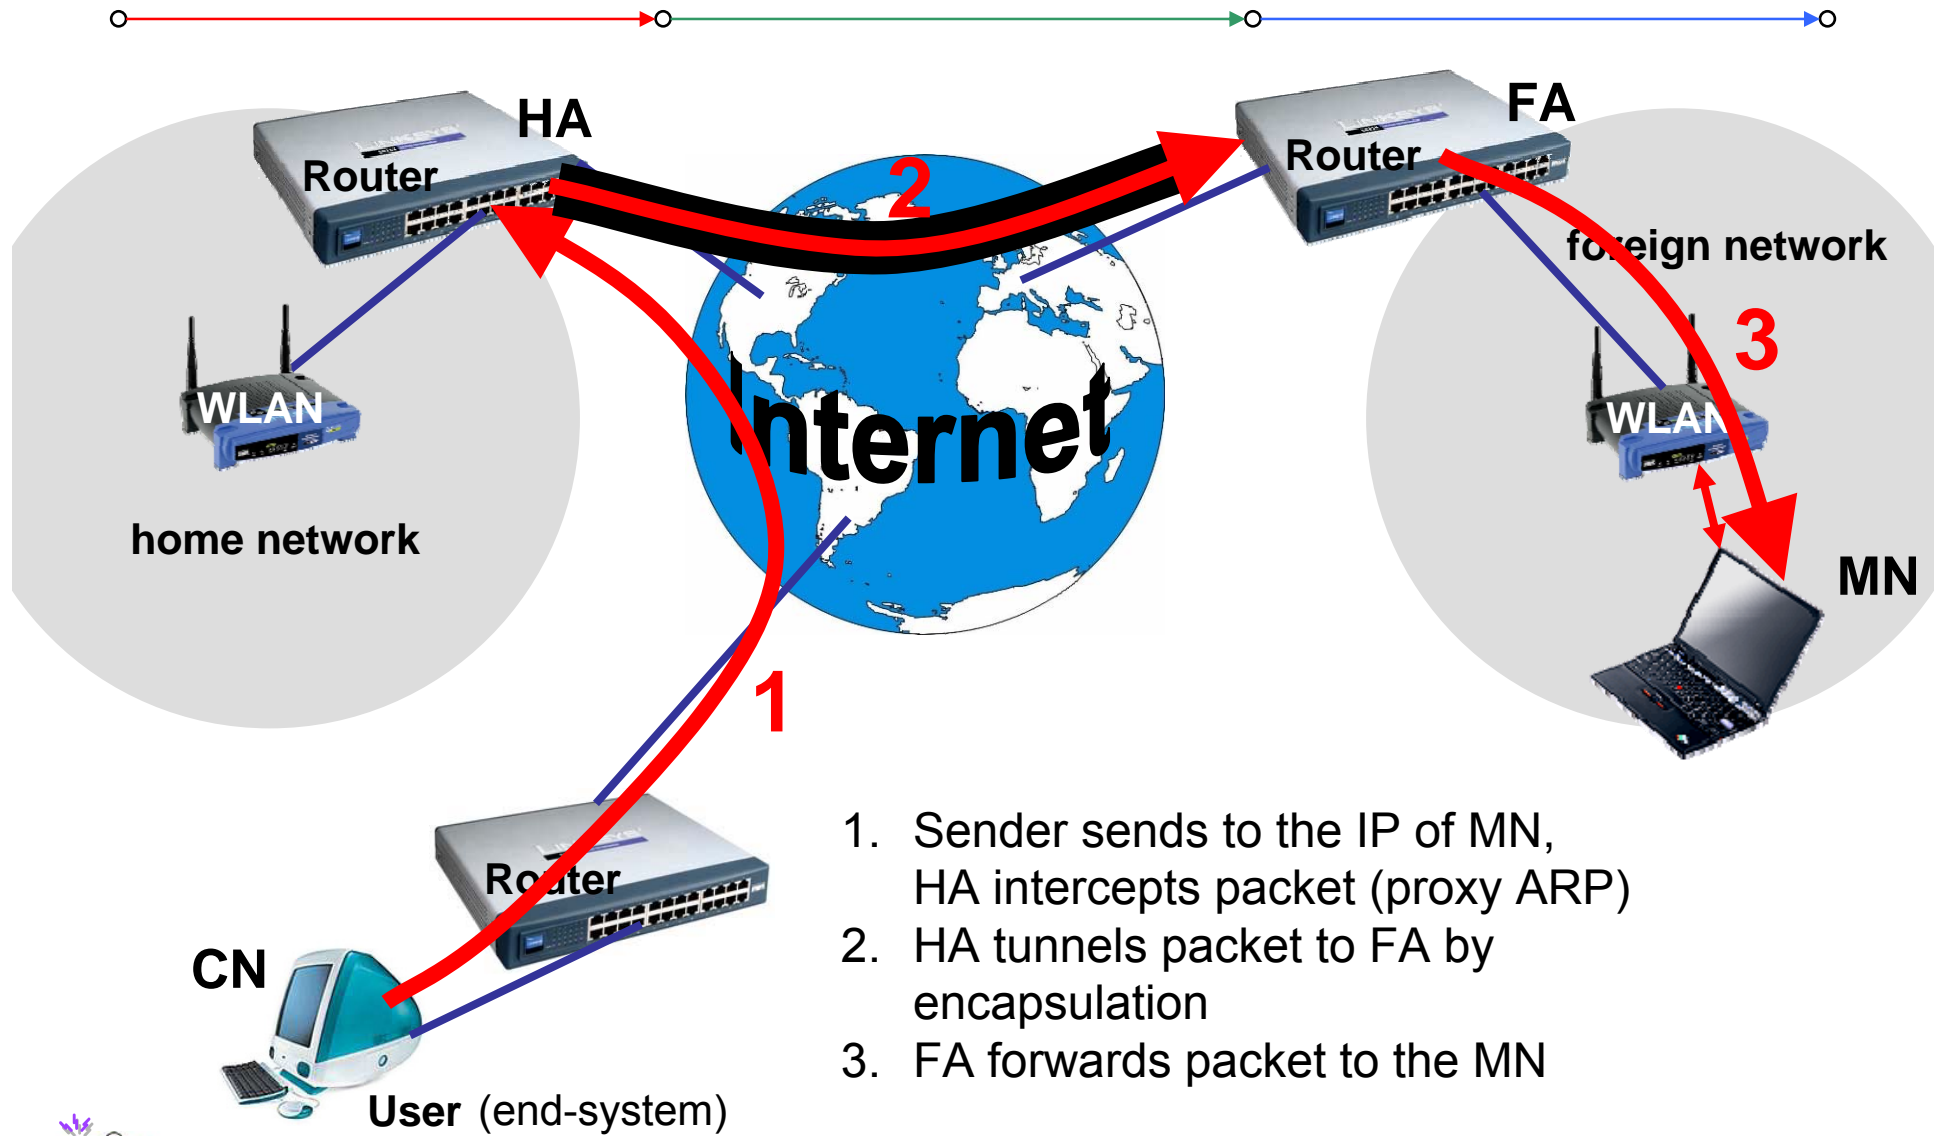 HA
FA
Router
Router
2
foreign network
3
WLAN
WLAN
Internet
home network
MN
1
Router
CN
User (end-system)
1. Sender sends to the IP of MN,
HA intercepts packet (proxy ARP)
2. HA tunnels packet to FA by
encapsulation
3. FA forwards packet to the MN